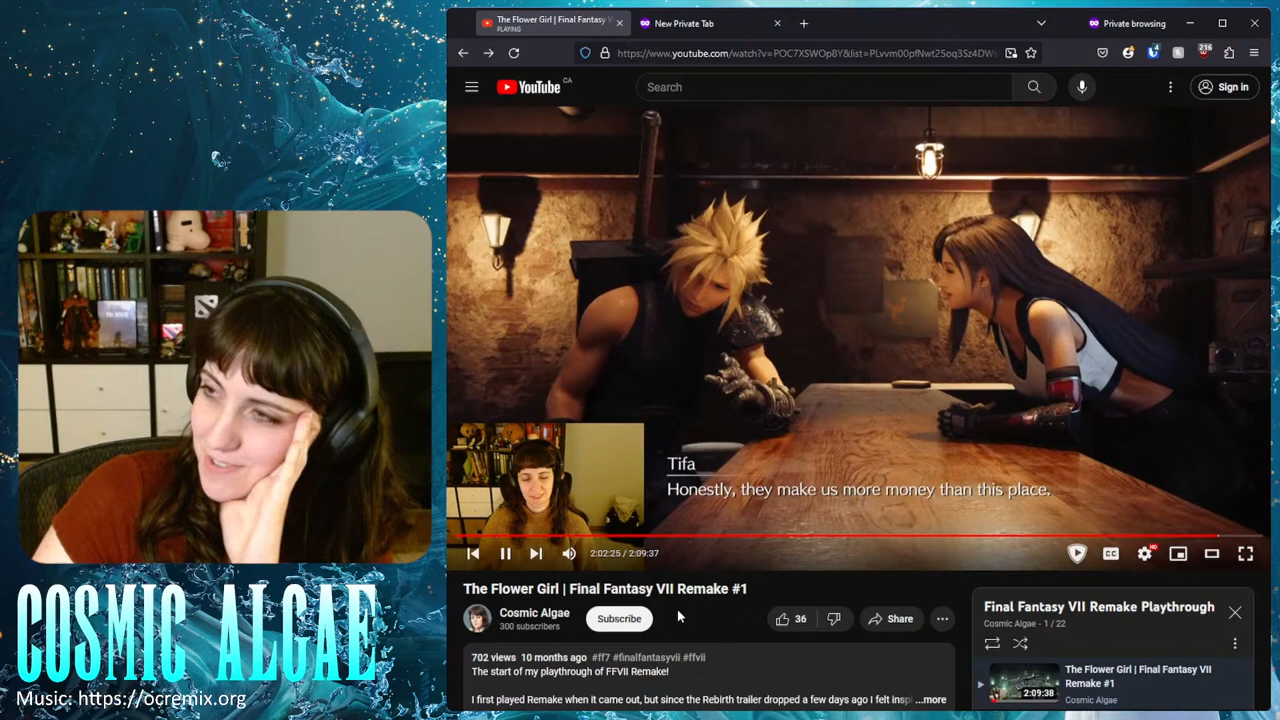 The Flower Girl | Final Fantasy V
PLAYING
New Private Tab
Private browsing
https://www.youtube.com/watch?v=POC7XSWOp8Y&list=PLvvm00pfNwt25oq3Sz4DW
4
216
YouTube
CA
Search
Sign in
Tifa
Honestly, they make us more money than this place.
2:02:25 / 2:09:37
CC
HD
The Flower Girl | Final Fantasy VII Remake #1
Cosmic Algae
300 subscribers
Subscribe
36
Share
702 views 10 months ago #ff7 #finalfantasyvii #ffvii
The start of my playthrough of FFVII Remake!
I first played Remake when it came out, but since the Rebirth trailer dropped a few days ago I felt inspi ...more
Final Fantasy VII Remake Playthrough
Cosmic Algae - 1 / 22
The Flower Girl | Final Fantasy VII
Remake #1
Cosmic Algae
2:09:38
COSMIC ALGAE
Music: https://ocremix.org